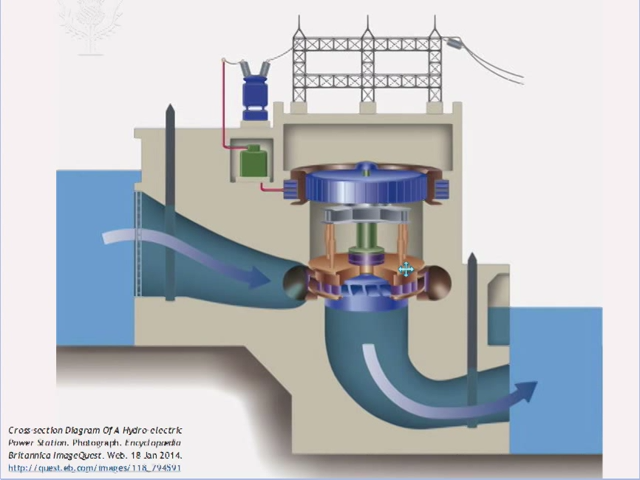 Cross-section Diagram Of A Hydro-electric
Power Station. Photograph. Encyclopædia
Britannica ImageQuest. Web. 18 Jan 2014.
http://quest.eb.com/images/118_794591